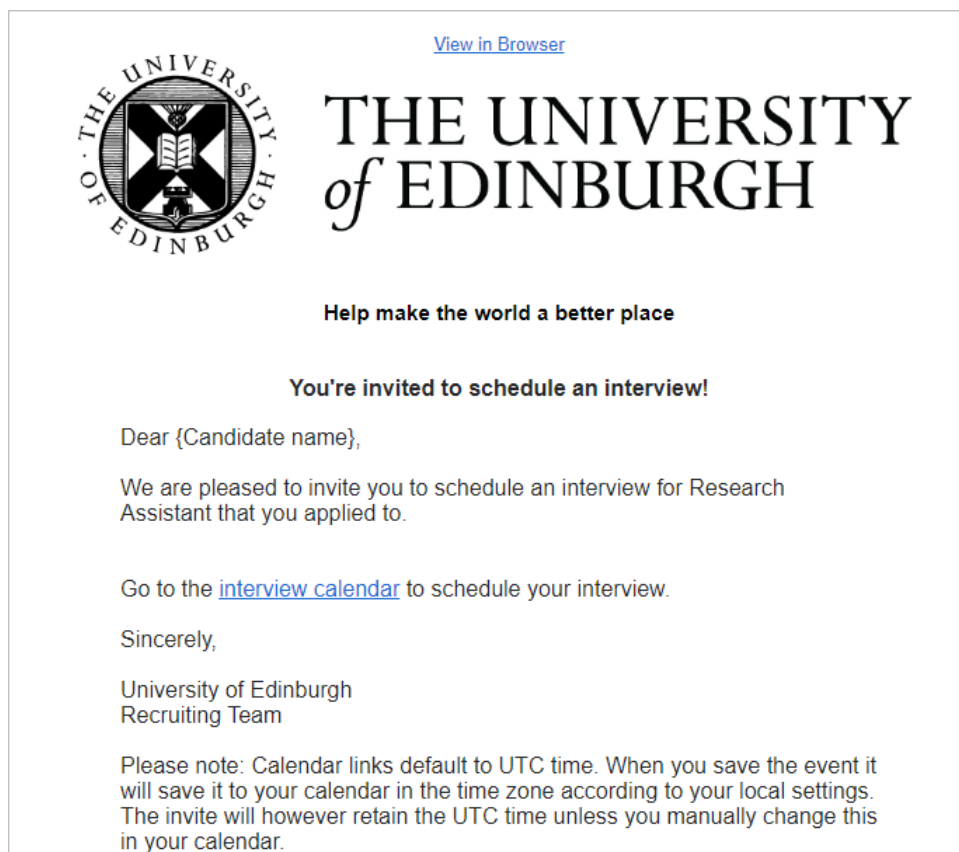 View in Browser
THE UNIVERSITY OF EDINBURGH
THE UNIVERSITY
of EDINBURGH
Help make the world a better place
You're invited to schedule an interview!
Dear {Candidate name},
We are pleased to invite you to schedule an interview for Research
Assistant that you applied to.
Go to the interview calendar to schedule your interview.
Sincerely,
University of Edinburgh
Recruiting Team
Please note: Calendar links default to UTC time. When you save the event it
will save it to your calendar in the time zone according to your local settings.
The invite will however retain the UTC time unless you manually change this
in your calendar.